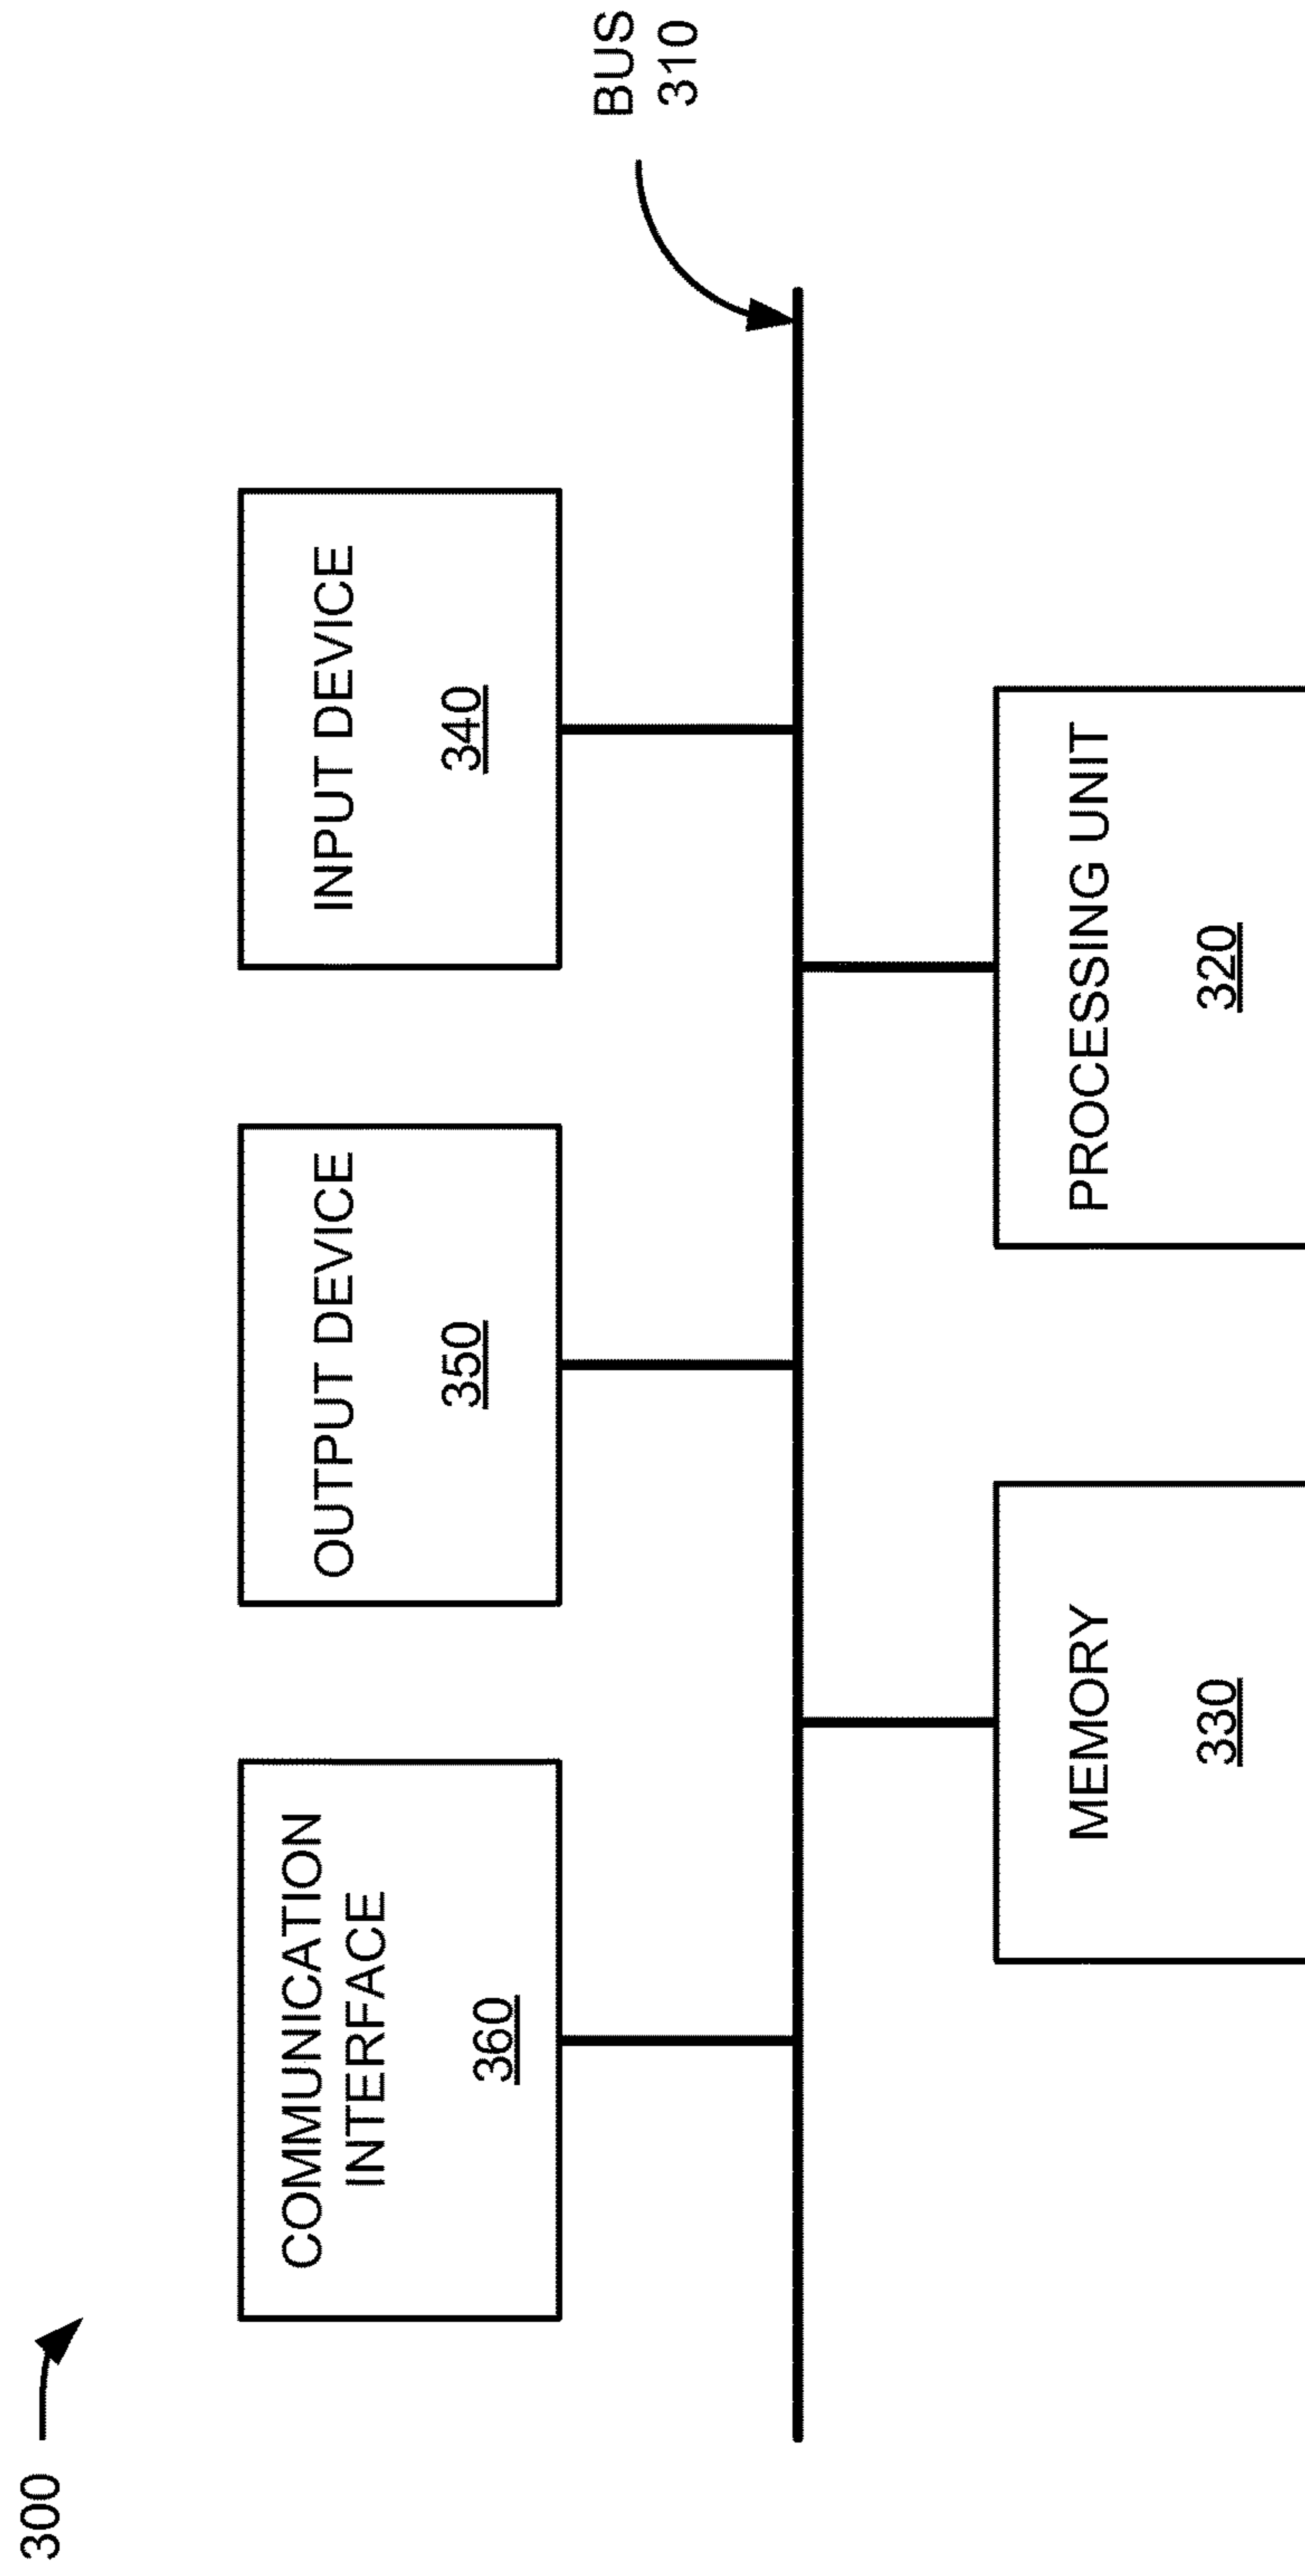 300
COMMUNICATION
INTERFACE
360
OUTPUT DEVICE
350
INPUT DEVICE
340
BUS
310
MEMORY
330
PROCESSING UNIT
320